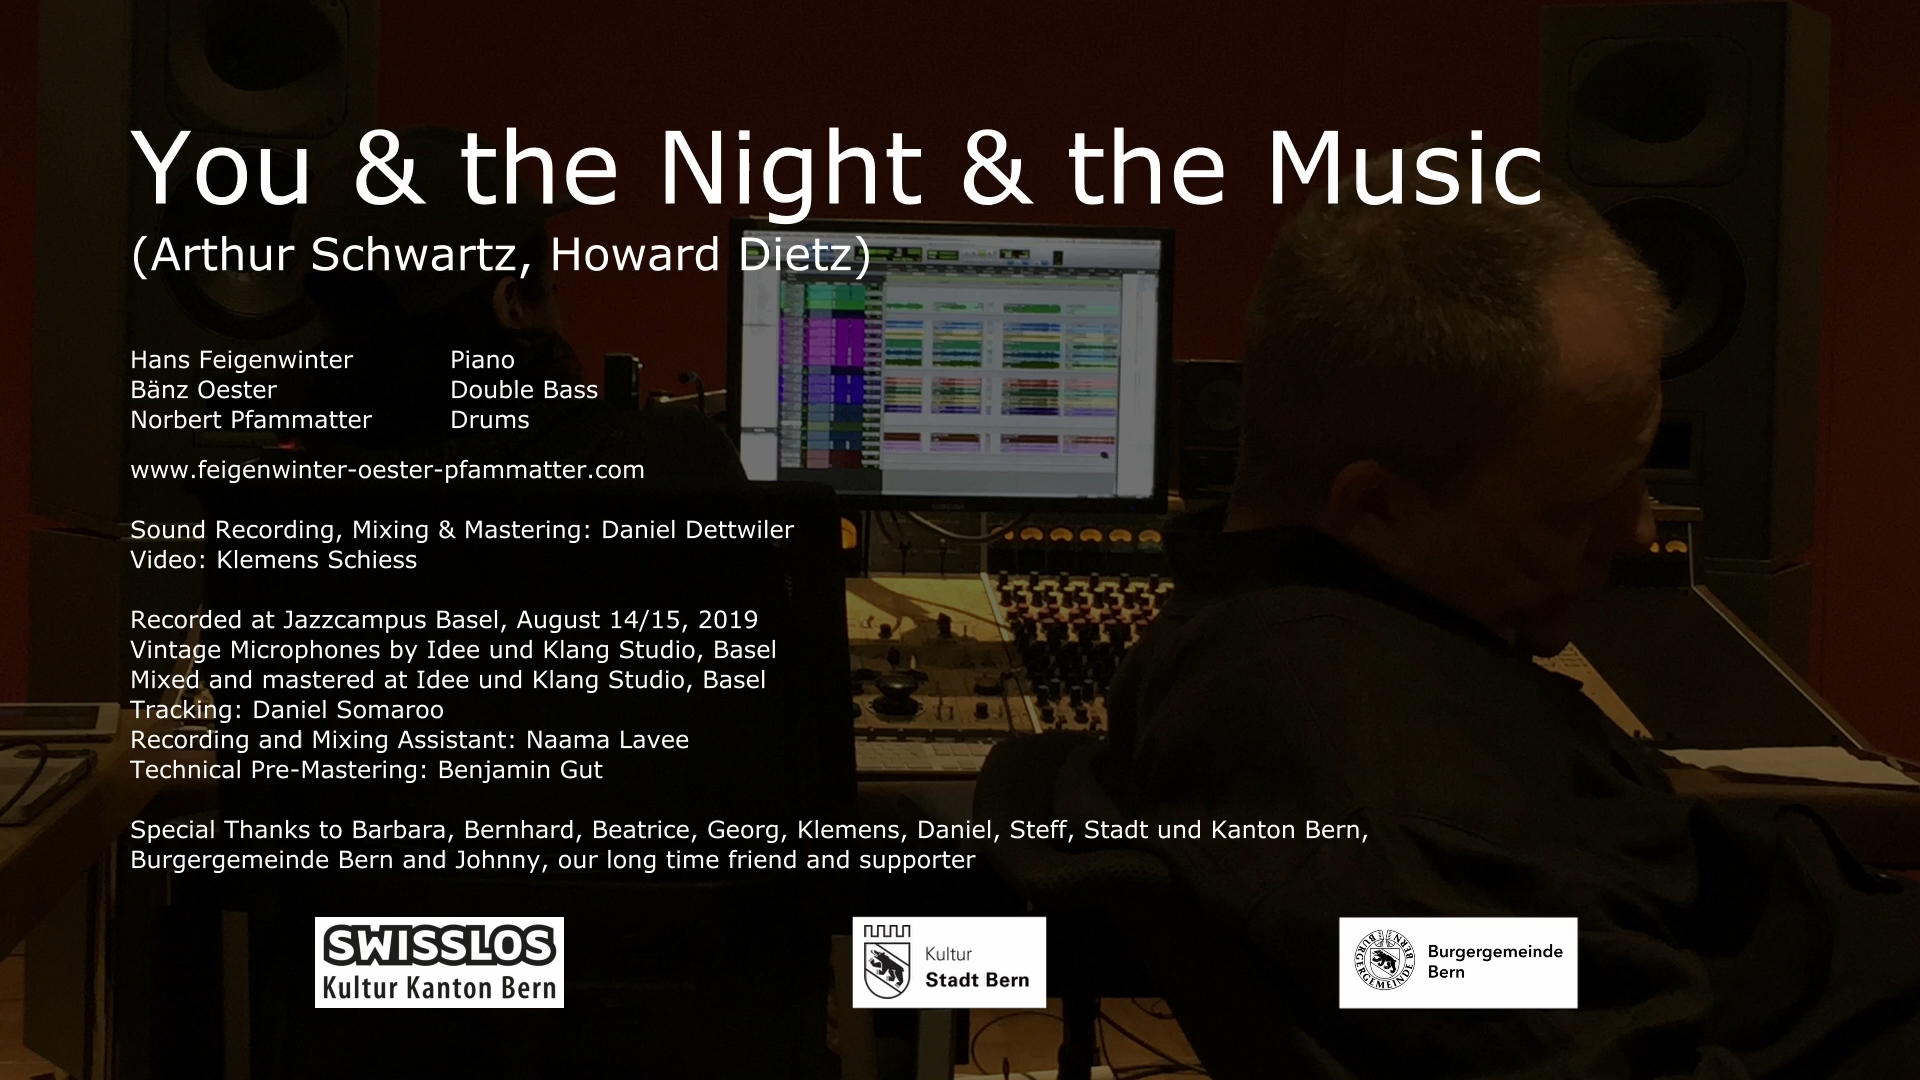 You & the Night & the Music
(Arthur Schwartz, Howard Dietz)
Hans Feigenwinter Piano
Bänz Oester Double Bass
Norbert Pfammatter Drums
www.feigenwinter-oester-pfammatter.com
Sound Recording, Mixing & Mastering: Daniel Dettwiler
Video: Klemens Schiess
Recorded at Jazzcampus Basel, August 14/15, 2019
Vintage Microphones by Idee und Klang Studio, Basel
Mixed and mastered at Idee und Klang Studio, Basel
Tracking: Daniel Somaroo
Recording and Mixing Assistant: Naama Lavee
Technical Pre-Mastering: Benjamin Gut
Special Thanks to Barbara, Bernhard, Beatrice, Georg, Klemens, Daniel, Steff, Stadt und Kanton Bern,
Burgergemeinde Bern and Johnny, our long time friend and supporter
SWISSLOS
Kultur Kanton Bern
Kultur
Stadt Bern
BURGERGEMEINDE BERN
Burgergemeinde
Bern